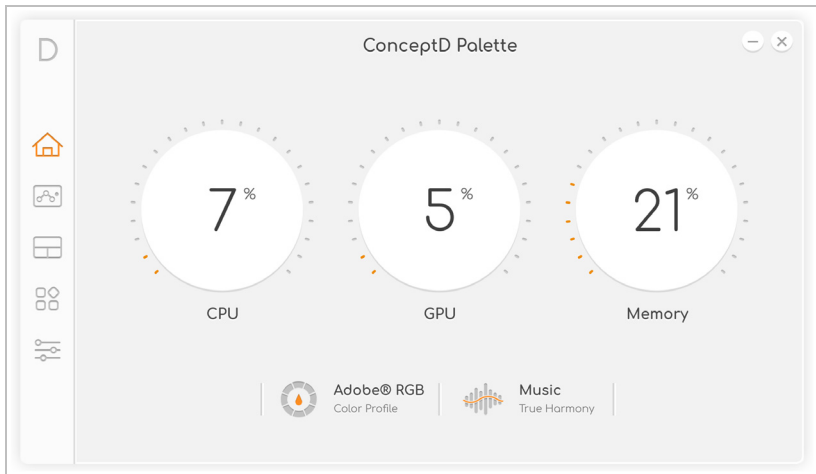 D
ConceptD Palette
7 %
5 %
21 %
CPU
GPU
Memory
Adobe® RGB
Color Profile
Music
True Harmony